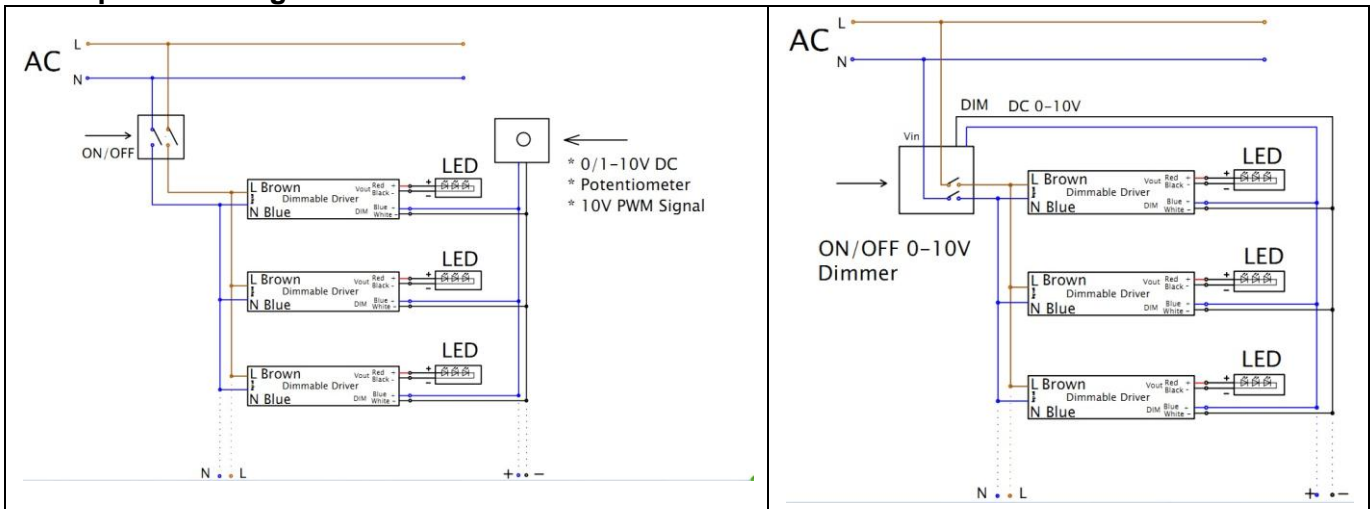 L
AC
N
ON/OFF
* 0/1-10V DC
* Potentiometer
* 10V PWM Signal
LED
L Brown Vout Red +
Black -
Dimmable Driver
N Blue DIM Blue +
White -
+
-
LED
L Brown Vout Red +
Black -
Dimmable Driver
N Blue DIM Blue +
White -
+
-
LED
L Brown Vout Red +
Black -
Dimmable Driver
N Blue DIM Blue +
White -
+
-
N L + -
L
AC
N
DIM DC 0-10V
Vin
ON/OFF 0-10V
Dimmer
LED
L Brown Vout Red +
Black -
Dimmable Driver
N Blue DIM Blue +
White -
+
-
LED
L Brown Vout Red +
Black -
Dimmable Driver
N Blue DIM Blue +
White -
+
-
LED
L Brown Vout Red +
Black -
Dimmable Driver
N Blue DIM Blue +
White -
+
-
N L + -